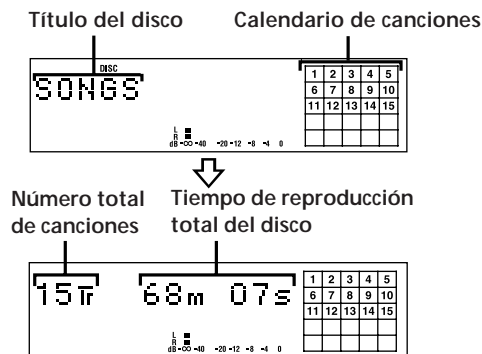 Título del disco Calendario de canciones
DISC
SONGS
1 2 3 4 5
6 7 8 9 10
11 12 13 14 15
L
R
dB -∞ -40 -20 -12 -8 -4 0
Número total Tiempo de reproducción
de canciones total del disco
15Tr 68m 07s
1 2 3 4 5
6 7 8 9 10
11 12 13 14 15
L
R
dB -∞ -40 -20 -12 -8 -4 0